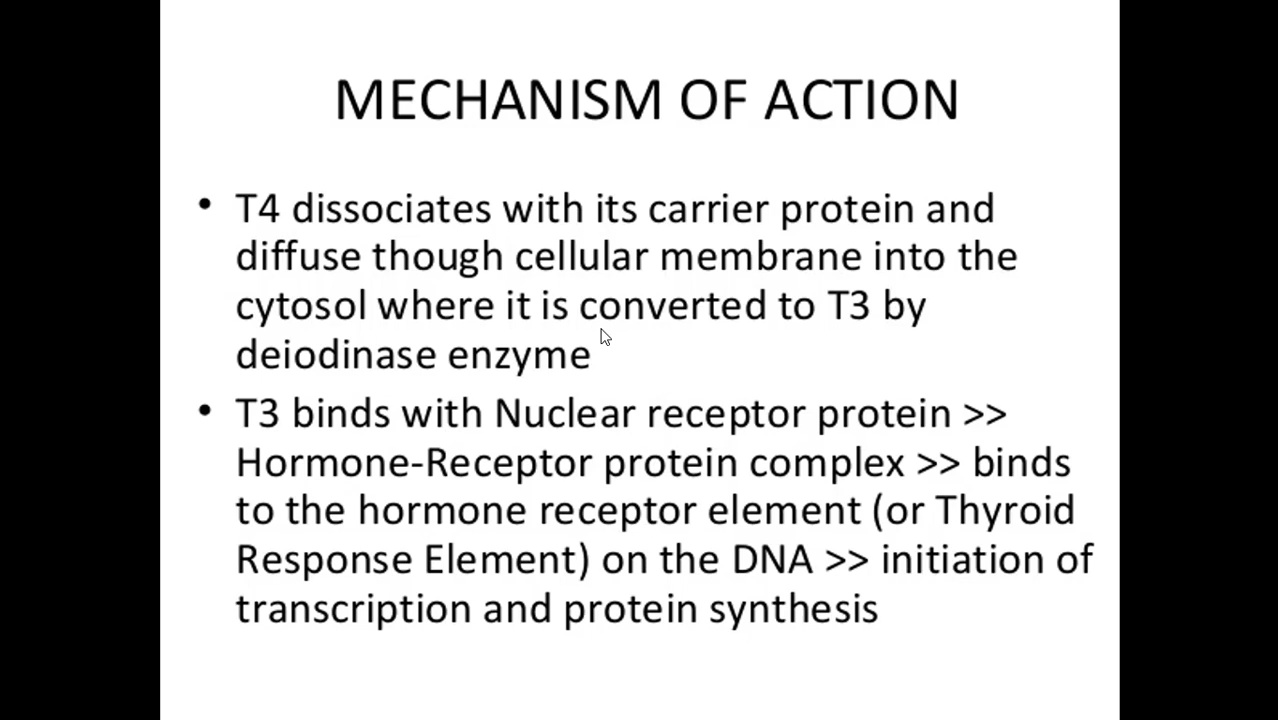 MECHANISM OF ACTION
• T4 dissociates with its carrier protein and
diffuse though cellular membrane into the
cytosol where it is converted to T3 by
deiodinase enzyme
• T3 binds with Nuclear receptor protein >>
Hormone-Receptor protein complex >> binds
to the hormone receptor element (or Thyroid
Response Element) on the DNA >> initiation of
transcription and protein synthesis